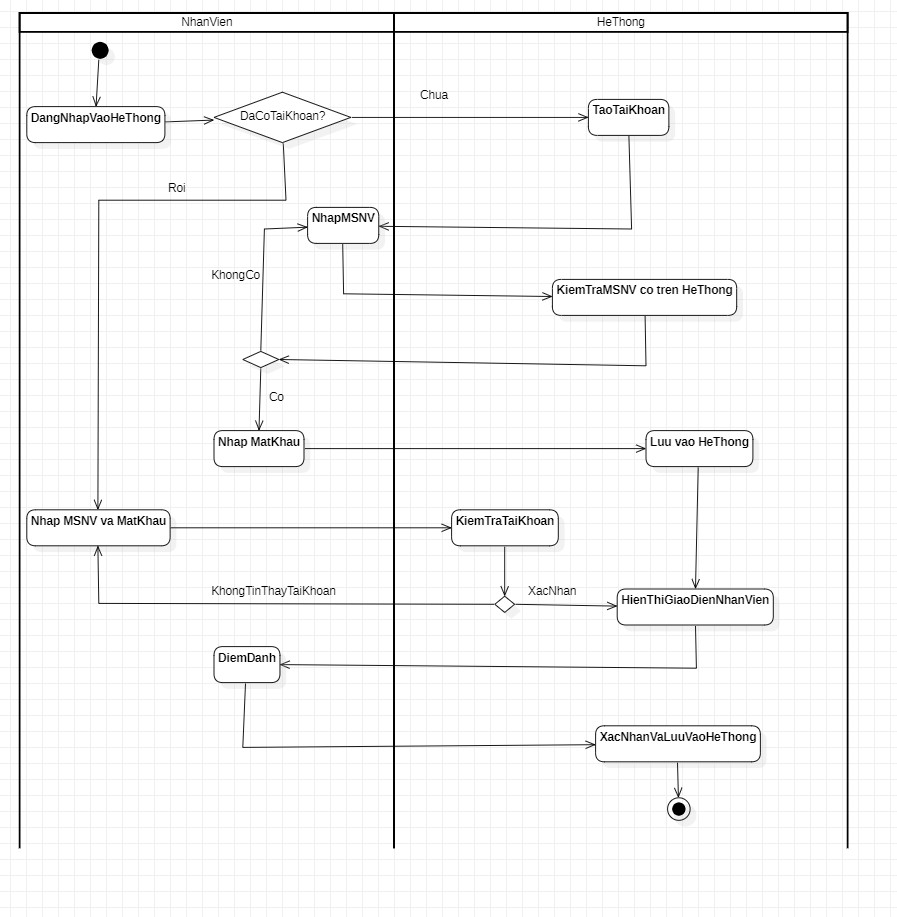 NhanVien
HeThong
Chua
DangNhapVaoHeThong
DaCoTaiKhoan?
TaoTaiKhoan
Roi
NhapMSNV
KhongCo
KiemTraMSNV co tren HeThong
Co
Nhap MatKhau
Luu vao HeThong
Nhap MSNV va MatKhau
KiemTraTaiKhoan
KhongTinThayTaiKhoan
XacNhan
HienThiGiaoDienNhanVien
DiemDanh
XacNhanVaLuuVaoHeThong